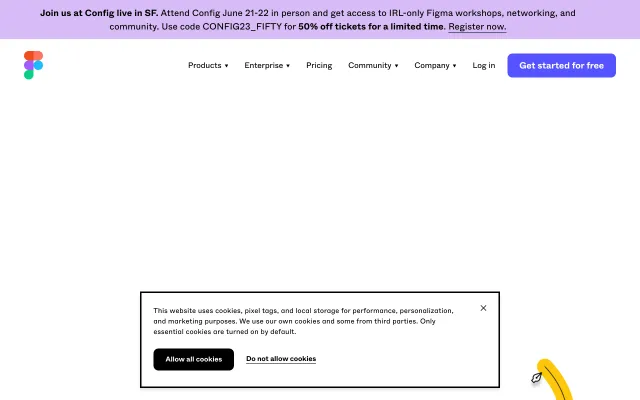 Join us at Config live in SF. Attend Config June 21-22 in person and get access to IRL-only Figma workshops, networking, and
community. Use code CONFIG23_FIFTY for 50% off tickets for a limited time. Register now.
Products ▾ Enterprise ▾ Pricing Community ▾ Company ▾ Log in Get started for free
This website uses cookies, pixel tags, and local storage for performance, personalization,
and marketing purposes. We use our own cookies and some from third parties. Only
essential cookies are turned on by default.
Allow all cookies Do not allow cookies